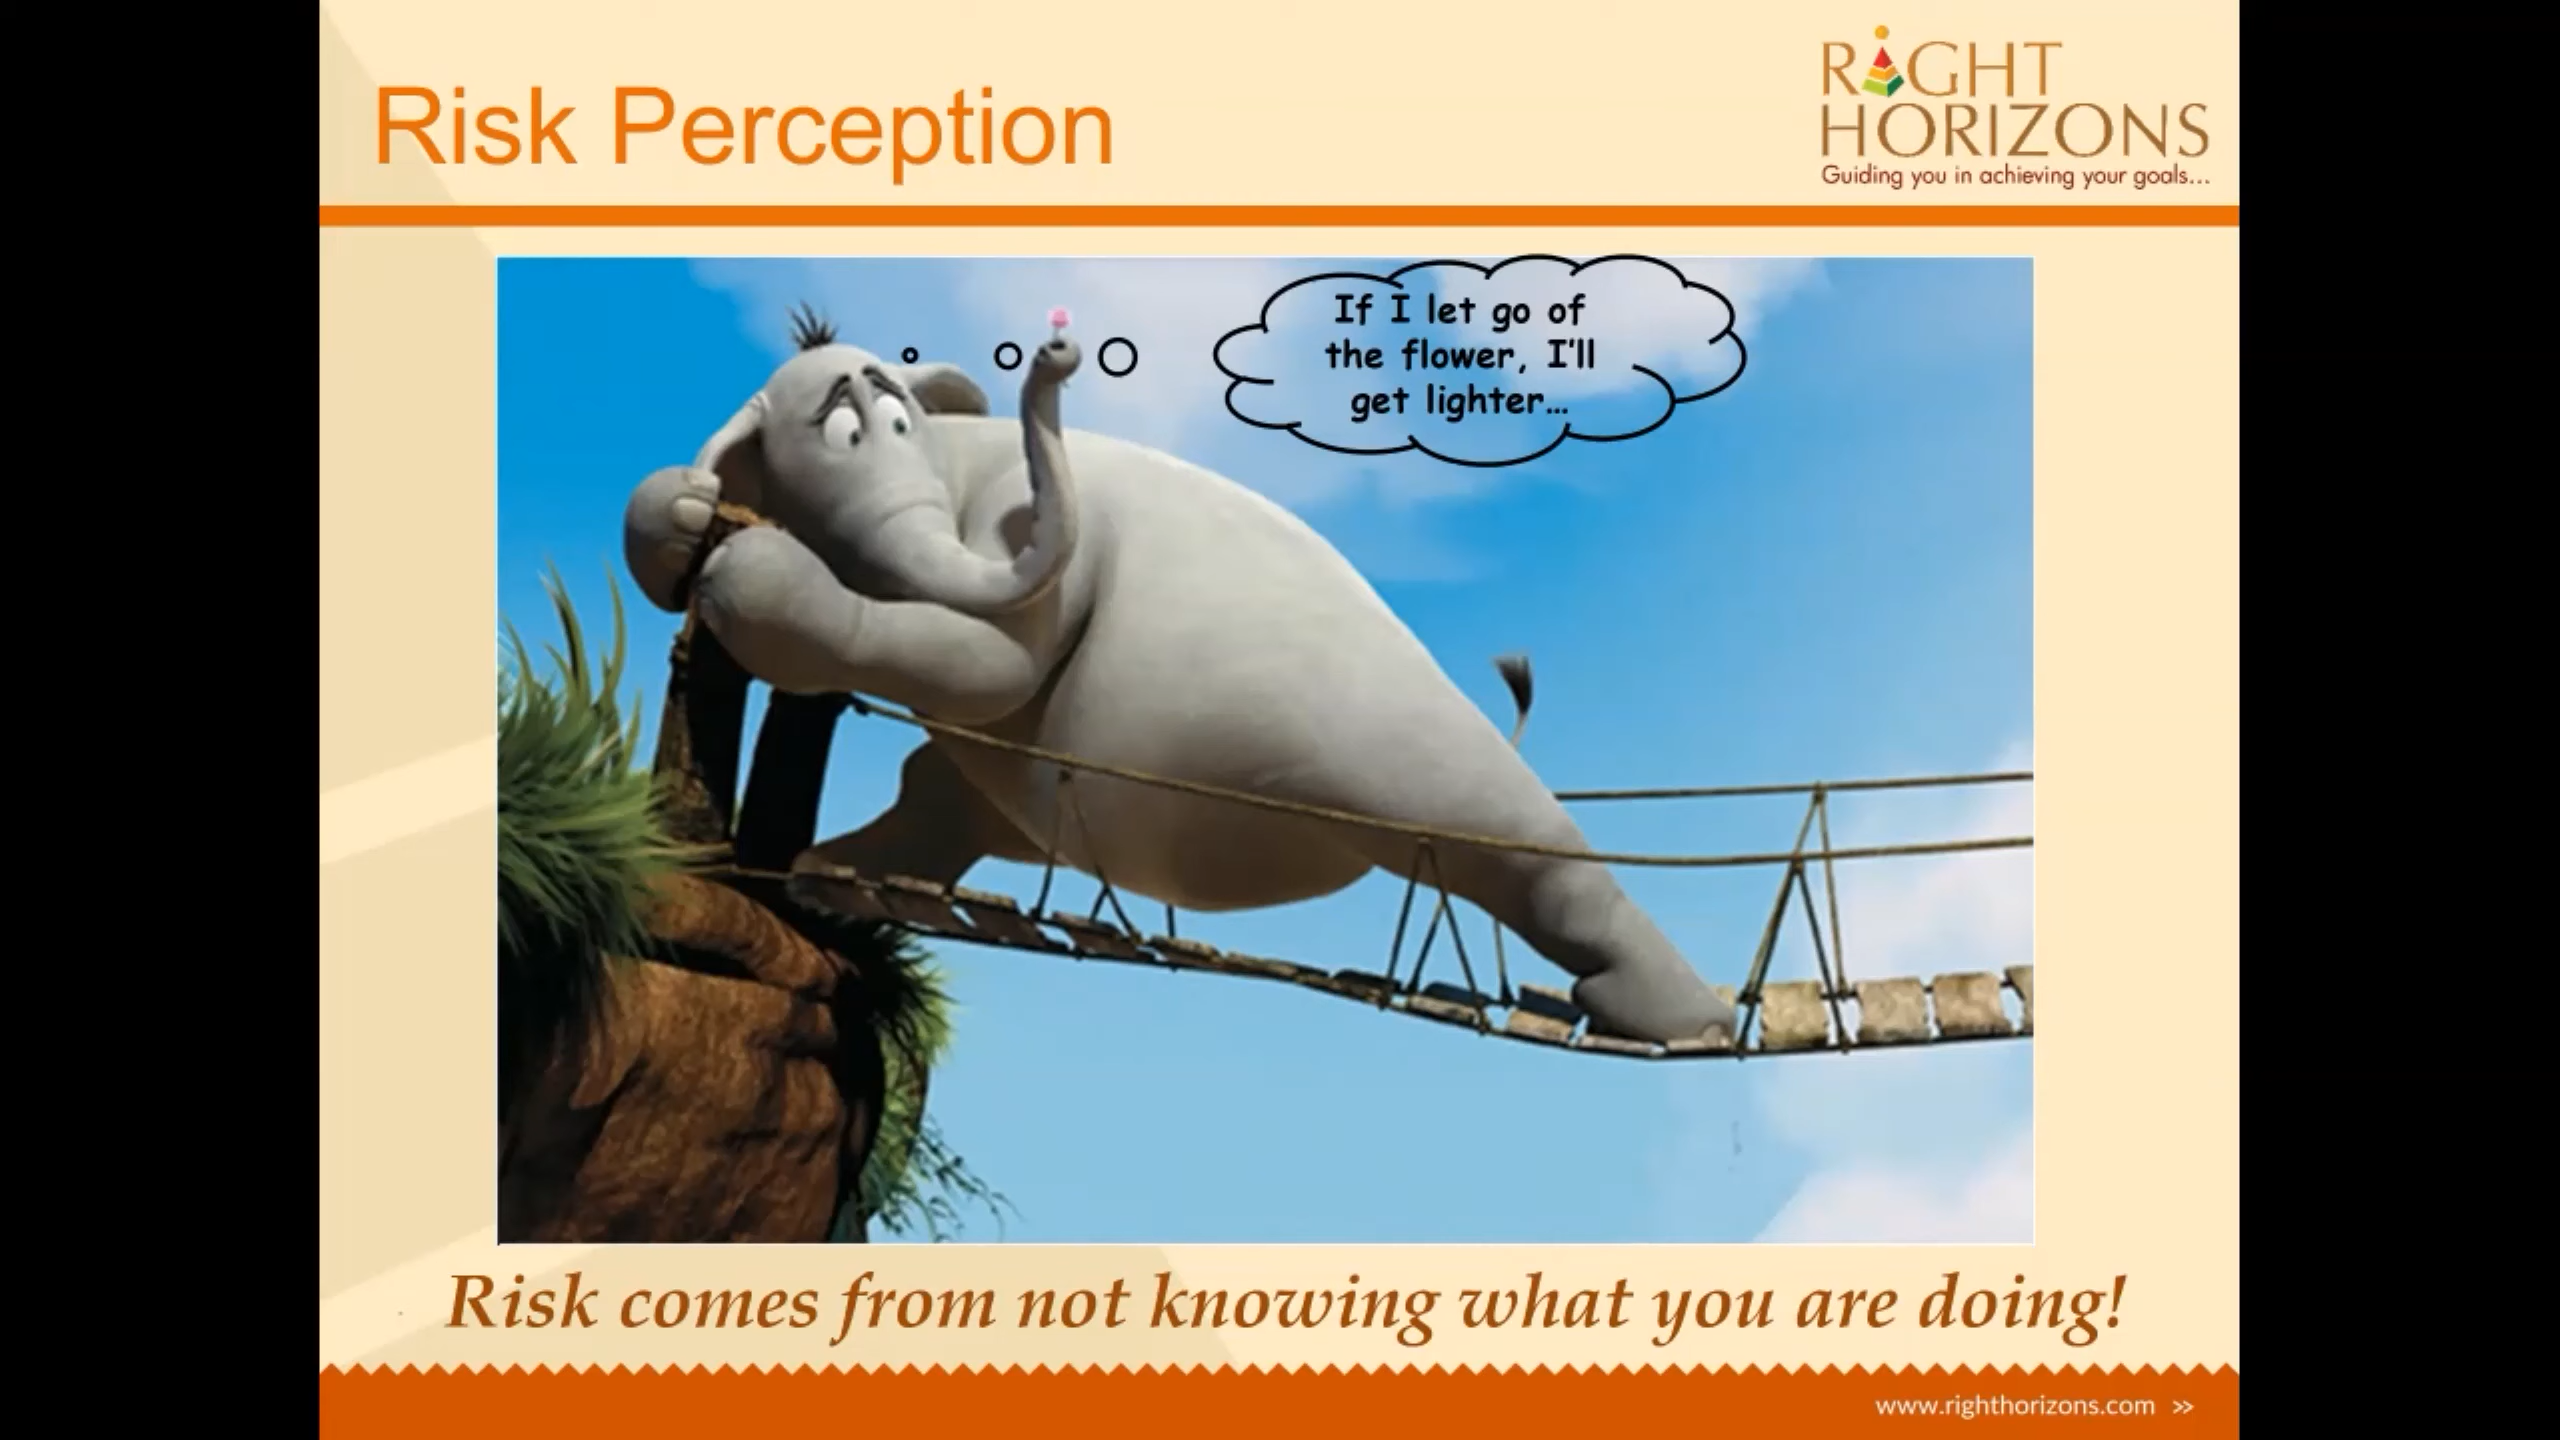 Risk Perception
RIGHT
HORIZONS
Guiding you in achieving your goals...
If I let go of
the flower, I'll
get lighter...
Risk comes from not knowing what you are doing!
www.righthorizons.com »